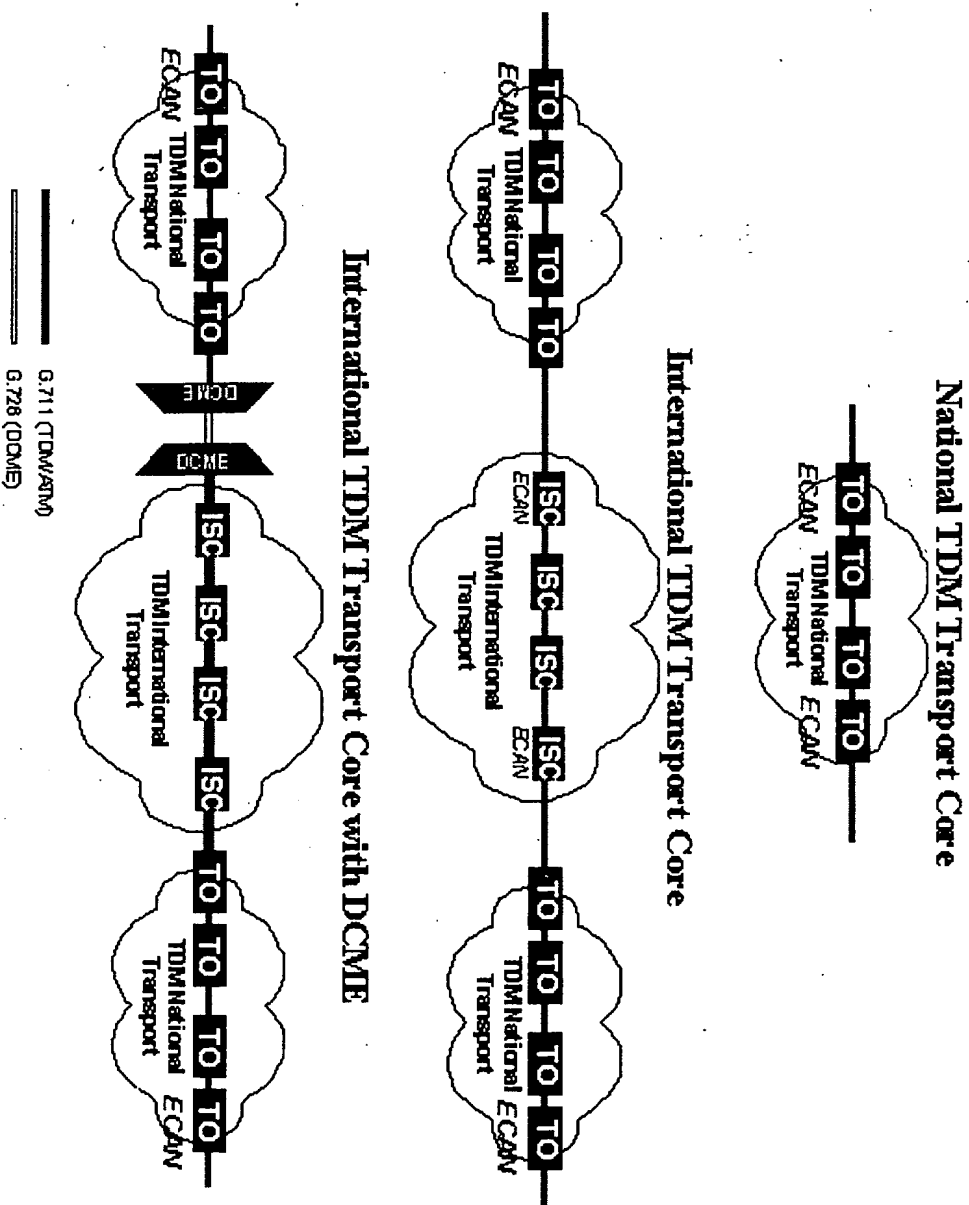 National TDM Transport Core
TO TO TO TO
ECAN TDM National ECAN
Transport
International TDM Transport Core
TO TO TO TO ISC ISC ISC ISC TO TO TO TO
ECAN TDM National
Transport
ECAN TDM International ECAN
Transport
TDM National ECAN
Transport
International TDM Transport Core with DCME
TO TO TO TO DCME DCME ISC ISC ISC ISC TO TO TO TO
ECAN TDM National
Transport
TDM International
Transport
TDM National ECAN
Transport
G.711 (TDM/ATM)
G.728 (DCME)